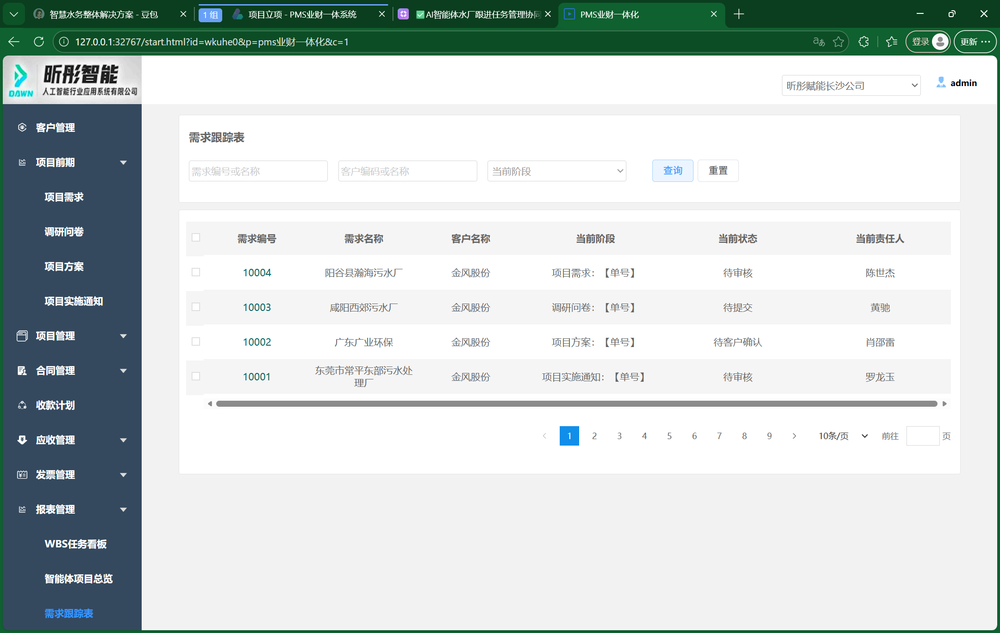 智慧水务整体解决方案 - 豆包
1 组
项目立项 - PMS业财一体系统
✅AI智能体水厂跟进任务管理协同
PMS业财一体化
127.0.0.1:32767/start.html?id=wkuhe0&p=pms业财一体化&c=1
登录
更新
昕彤智能
DAWN
人工智能行业应用系统有限公司
昕彤赋能长沙公司
admin
客户管理
项目前期
项目需求
调研问卷
项目方案
项目实施通知
项目管理
合同管理
收款计划
应收管理
发票管理
报表管理
WBS任务看板
智能体项目总览
需求跟踪表
需求跟踪表
需求编号或名称
客户编码或名称
当前阶段
查询
重置
需求编号 需求名称 客户名称 当前阶段 当前状态 当前责任人
10004 阳谷县瀚海污水厂 金风股份 项目需求：【单号】 待审核 陈世杰
10003 咸阳西郊污水厂 金风股份 调研问卷：【单号】 待提交 黄驰
10002 广东广业环保 金风股份 项目方案：【单号】 待客户确认 肖邵雷
10001 东莞市常平东部污水处理厂 金风股份 项目实施通知：【单号】 待审核 罗龙玉
1 2 3 4 5 6 7 8 9 10条/页 前往 页